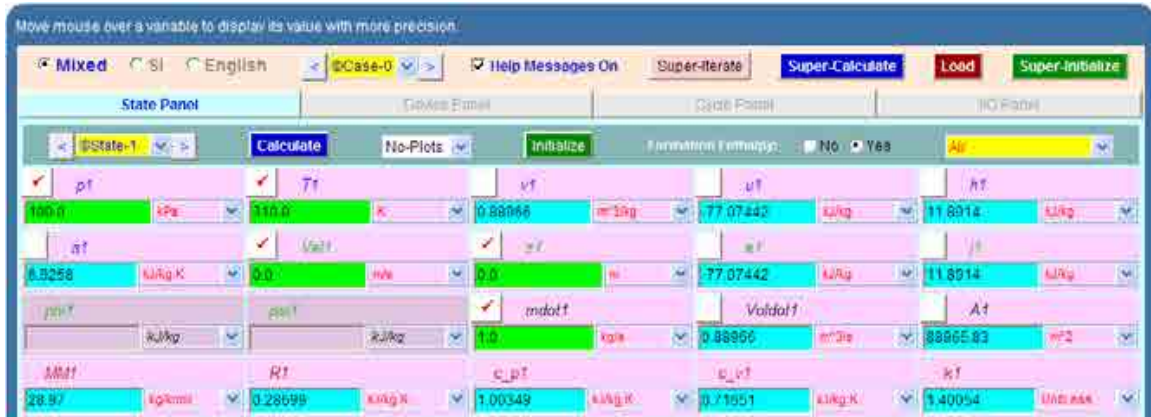 Move mouse over a variable to display its value with more precision.
Mixed SI English < ©Case-0 > Help Messages On Super-Iterate Super-Calculate Load Super-Initialize
State Panel Device Panel Cycle Panel I/O Panel
< ©State-1 > Calculate No-Plots Initialize Formation Enthalpy: No Yes Air
p1 T1 v1 u1 h1
100.0 kPa 310.0 K 0.88966 m^3/kg -77.07442 kJ/kg 11.8914 kJ/kg
s1 Vel1 z1 e1 j1
6.9258 kJ/kg.K 0.0 m/s 0.0 m -77.07442 kJ/kg 11.8914 kJ/kg
phi1 psi1 mdot1 Voldot1 A1
kJ/kg kJ/kg 1.0 kg/s 0.88966 m^3/s 88965.83 m^2
MM1 R1 c_p1 c_v1 k1
28.97 kg/kmol 0.28699 kJ/kg.K 1.00349 kJ/kg.K 0.71651 kJ/kg.K 1.40054 UnitLess